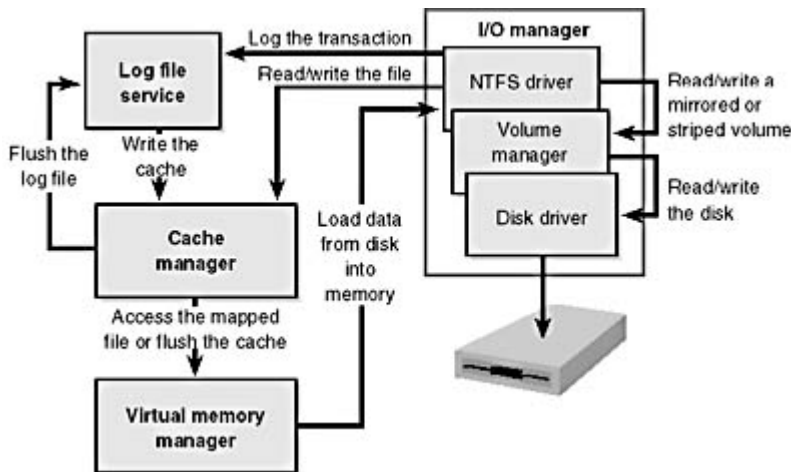 Log the transaction
I/O manager
Log file
service
Read/write the file
NTFS driver
Read/write a
mirrored or
striped volume
Flush the
log file
Write the
cache
Volume
manager
Cache
manager
Load data
from disk
into
memory
Disk driver
Read/write
the disk
Access the mapped
file or flush the cache
Virtual memory
manager